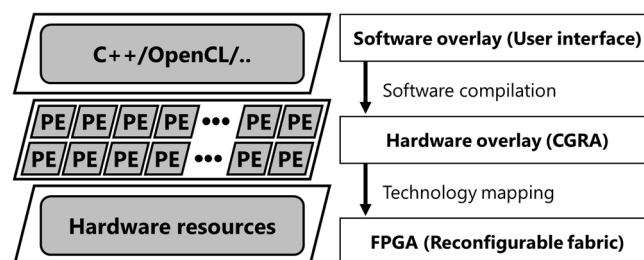 C++/OpenCL/..
PE PE PE PE ••• PE PE
PE PE PE PE ••• PE PE
Hardware resources
Software overlay (User interface)
Software compilation
Hardware overlay (CGRA)
Technology mapping
FPGA (Reconfigurable fabric)